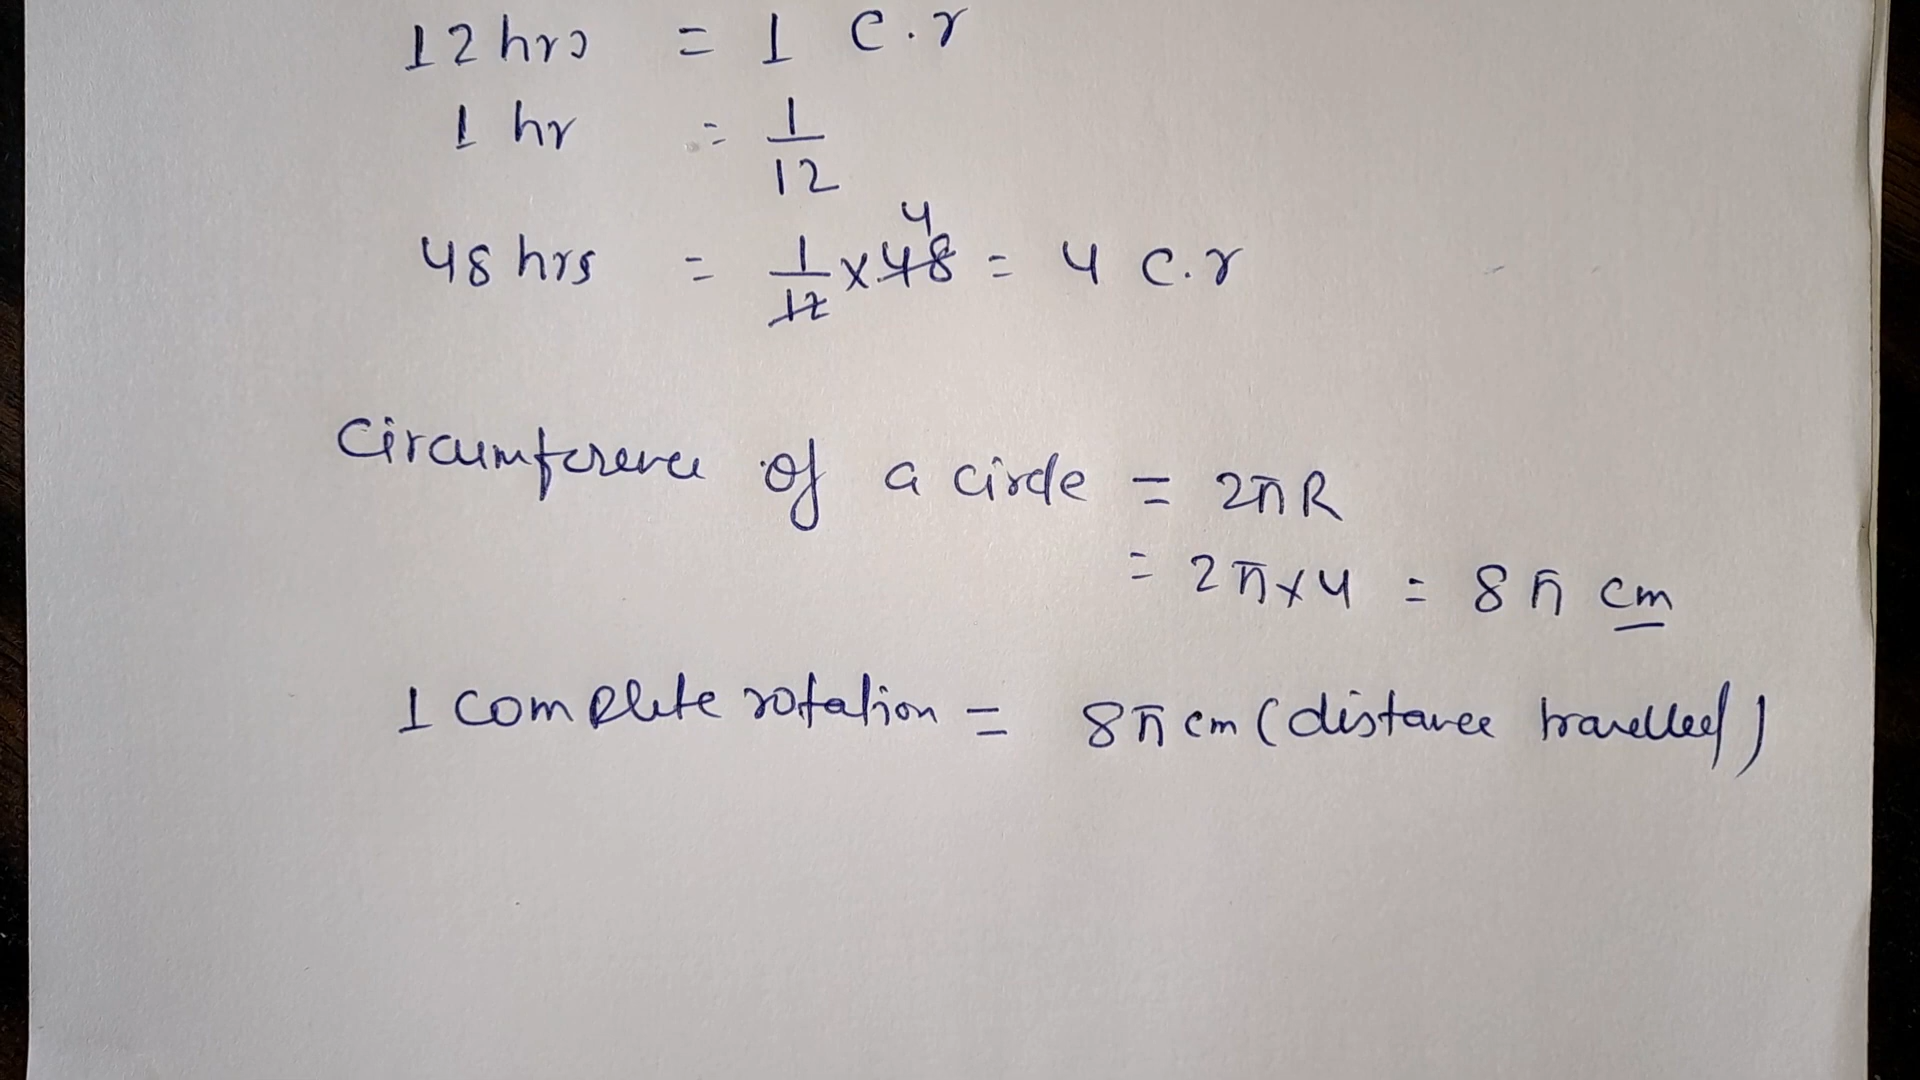 12 hrs = 1 C.r
1 hr = 1/12
48 hrs = 1/12 x 48 4 = 4 C.r
Circumference of a circle = 2πR
= 2π x 4 = 8π cm
1 complete rotation = 8π cm (distance travelled)